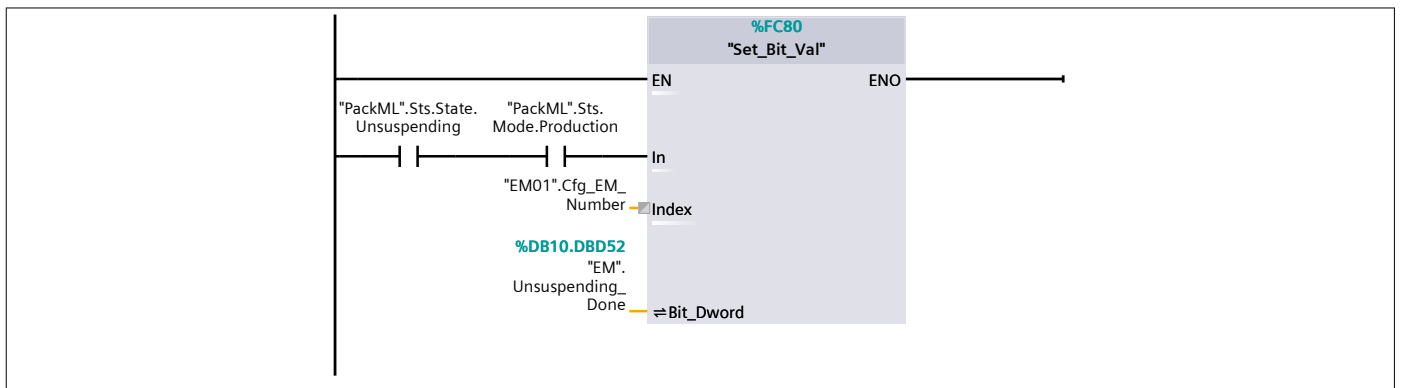 %FC80
"Set_Bit_Val"
EN
ENO
"PackML".Sts.State.
Unsuspending
"PackML".Sts.
Mode.Production
In
"EM01".Cfg_EM_
Number
Index
%DB10.DBD52
"EM".
Unsuspending_
Done
⇌Bit_Dword